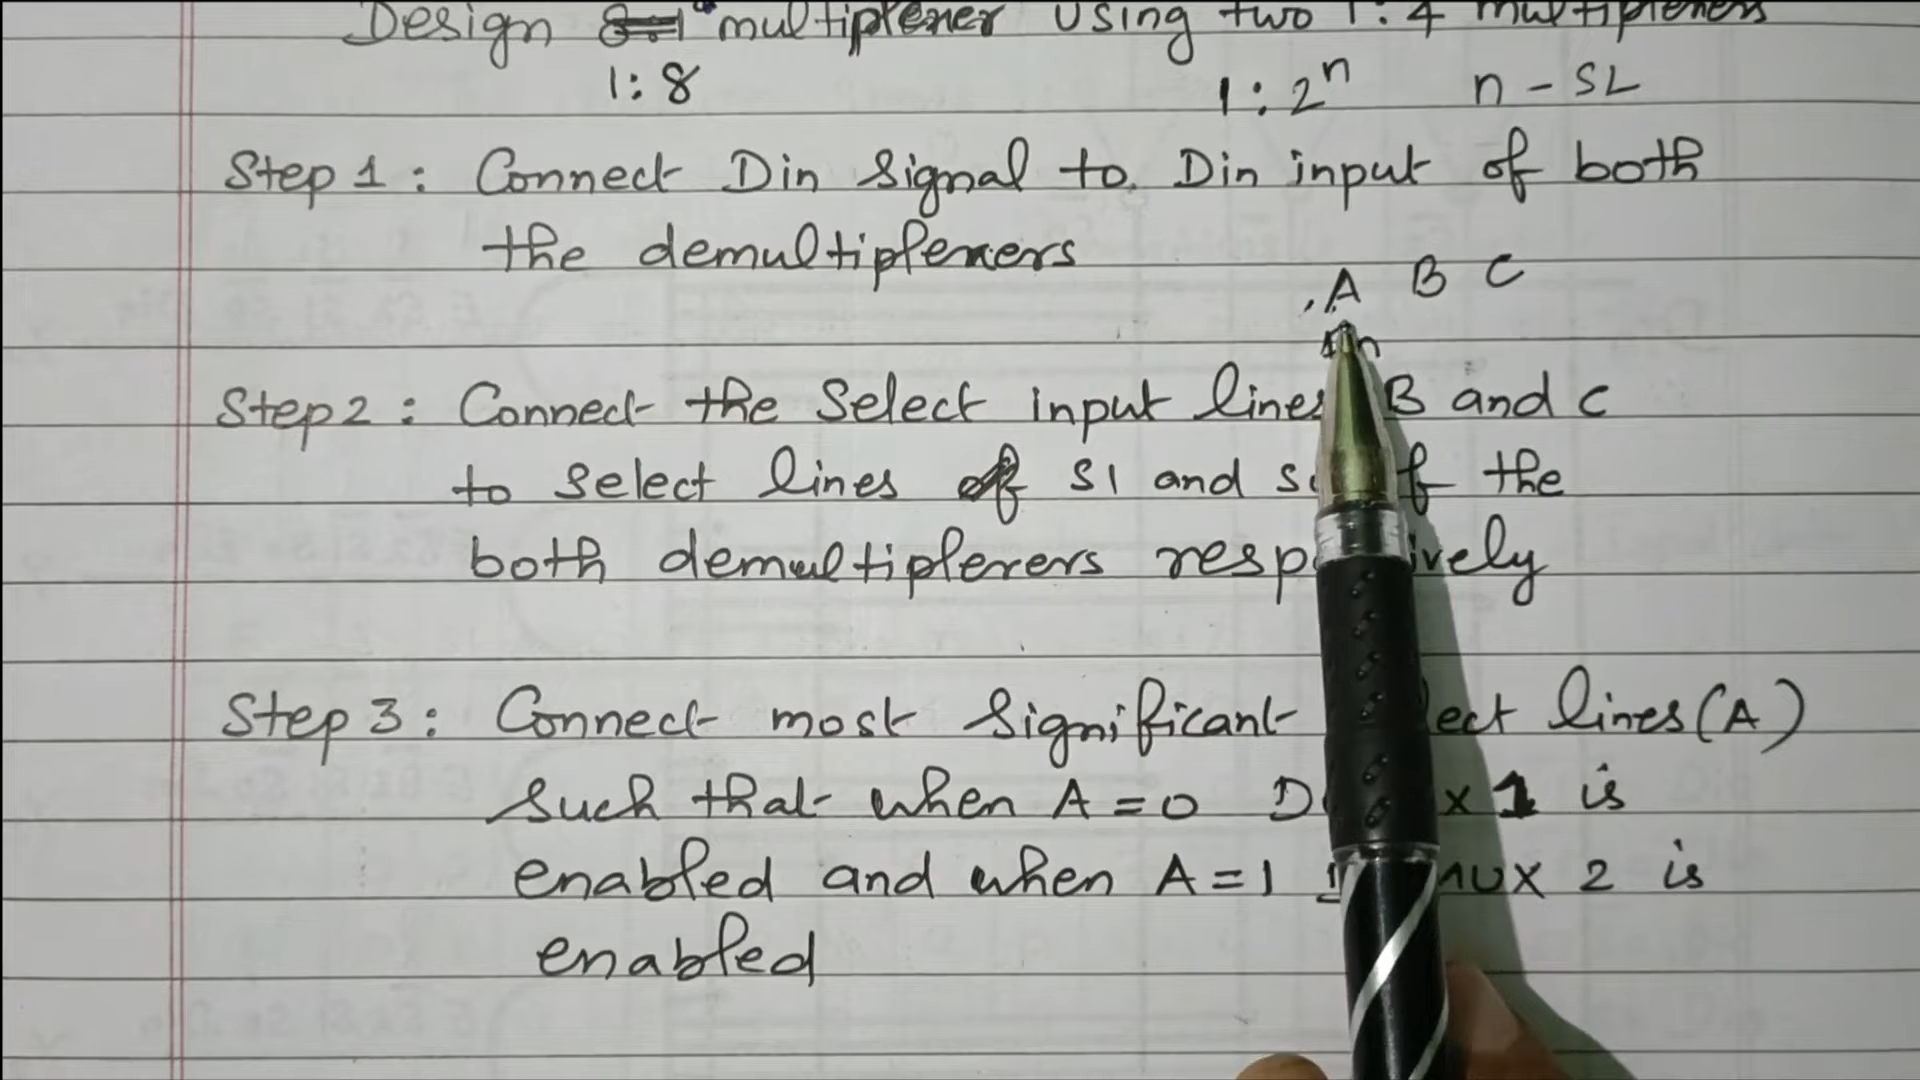 Design multiplexer using two 1:4 multiplexers
1:8 1:2ⁿ n - SL
Step 1 : Connect Din Signal to Din input of both
the demultiplexers
A B C
Step 2 : Connect the Select input lines B and C
to select lines of S1 and of the
both demultiplexers
Step 3 : Connect most Significant lines (A)
such that when A = 0 1 is
enabled and when A = 1 2 is
enabled